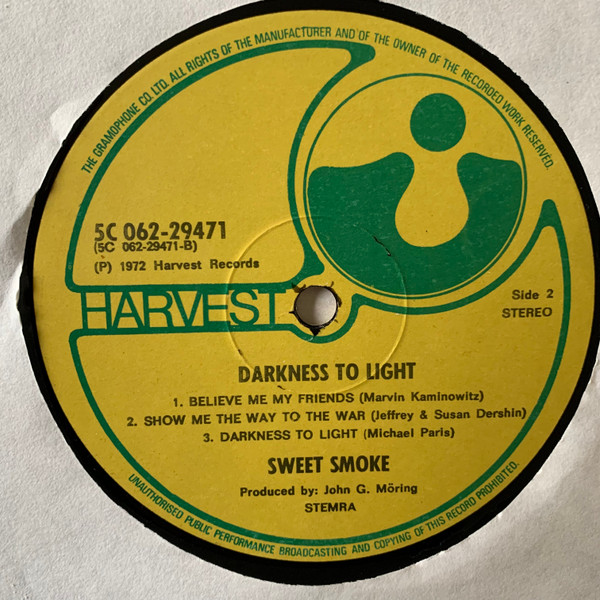 THE GRAMOPHONE CO. LTD. ALL RIGHTS OF THE MANUFACTURER AND OF THE OWNER OF THE RECORDED WORK RESERVED.
5C 062-29471
(5C 062-29471-B)
(P) 1972 Harvest Records
HARVEST
Side 2
STEREO
DARKNESS TO LIGHT
1. BELIEVE ME MY FRIENDS (Marvin Kaminowitz)
2. SHOW ME THE WAY TO THE WAR (Jeffrey & Susan Dershin)
3. DARKNESS TO LIGHT (Michael Paris)
SWEET SMOKE
Produced by: John G. Möring
STEMRA
UNAUTHORISED PUBLIC PERFORMANCE BROADCASTING AND COPYING OF THIS RECORD PROHIBITED.